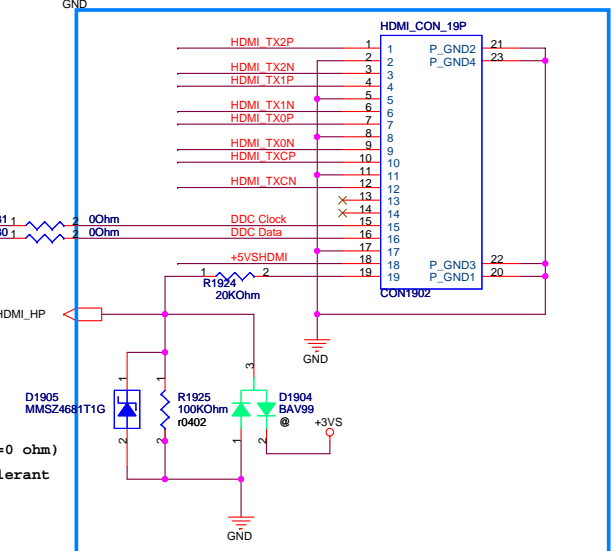 GND
HDMI_CON_19P
HDMI_TX2P 1 1 P_GND2 21
2 2 P_GND4 23
HDMI_TX2N 3 3
HDMI_TX1P 4 4
5 5
HDMI_TX1N 6 6
HDMI_TX0P 7 7
8 8
HDMI_TX0N 9 9
HDMI_TXCP 10 10
11 11
HDMI_TXCN 12 12
13 13
14 14
1 2 0Ohm DDC Clock 15 15
1 2 0Ohm DDC Data 16 16
17 17
+5VSHDMI 18 18 P_GND3 22
1 2 19 19 P_GND1 20
R1924
20KOhm
CON1902
HDMI_HP
GND
3
1 1
D1905 R1925 D1904
MMSZ4681T1G 100KOhm BAV99
r0402 @ +3VS
2 2 1 2
=0 ohm)
lerant
GND